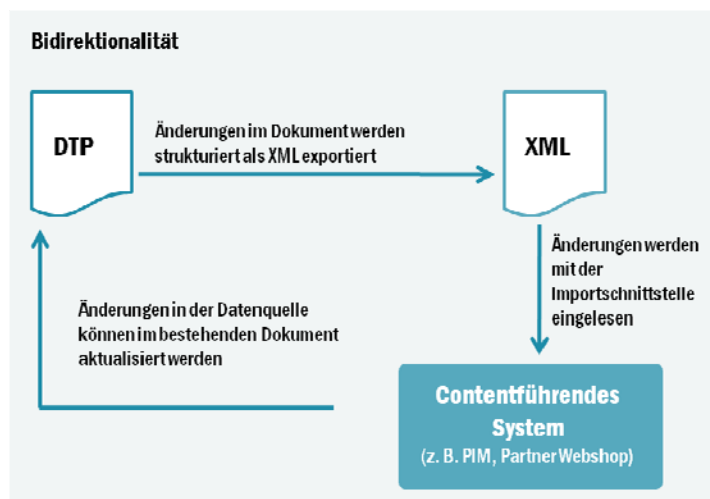 Bidirektionalität
DTP
Änderungen im Dokument werden
strukturiert als XML exportiert
XML
Änderungen werden
mit der
Importschnittstelle
eingelesen
Änderungen in der Datenquelle
können im bestehenden Dokument
aktualisiert werden
Contentführendes
System
(z. B. PIM, Partner Webshop)